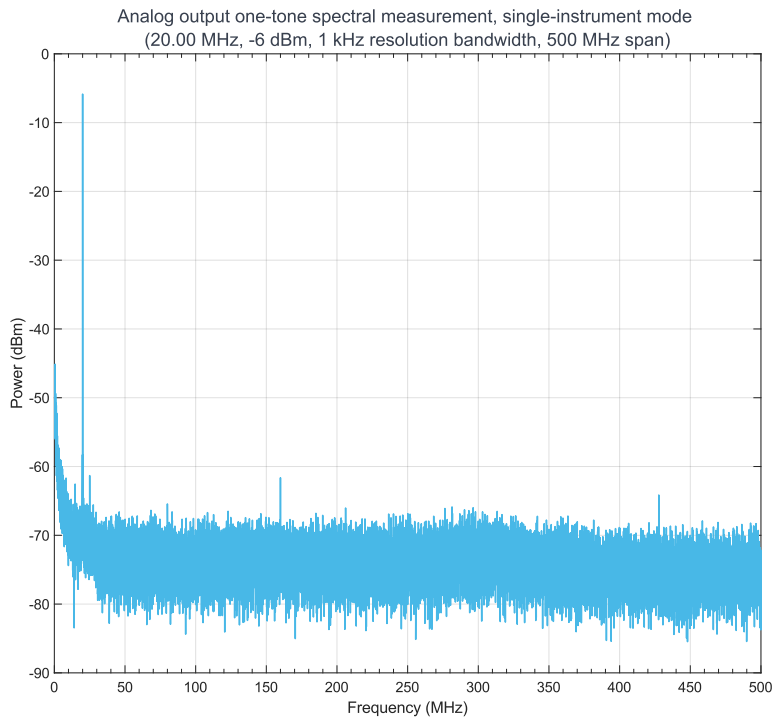 Analog output one-tone spectral measurement, single-instrument mode
(20.00 MHz, -6 dBm, 1 kHz resolution bandwidth, 500 MHz span)
0
-10
-20
-30
-40
-50
-60
-70
-80
-90
Power (dBm)
0 50 100 150 200 250 300 350 400 450 500
Frequency (MHz)